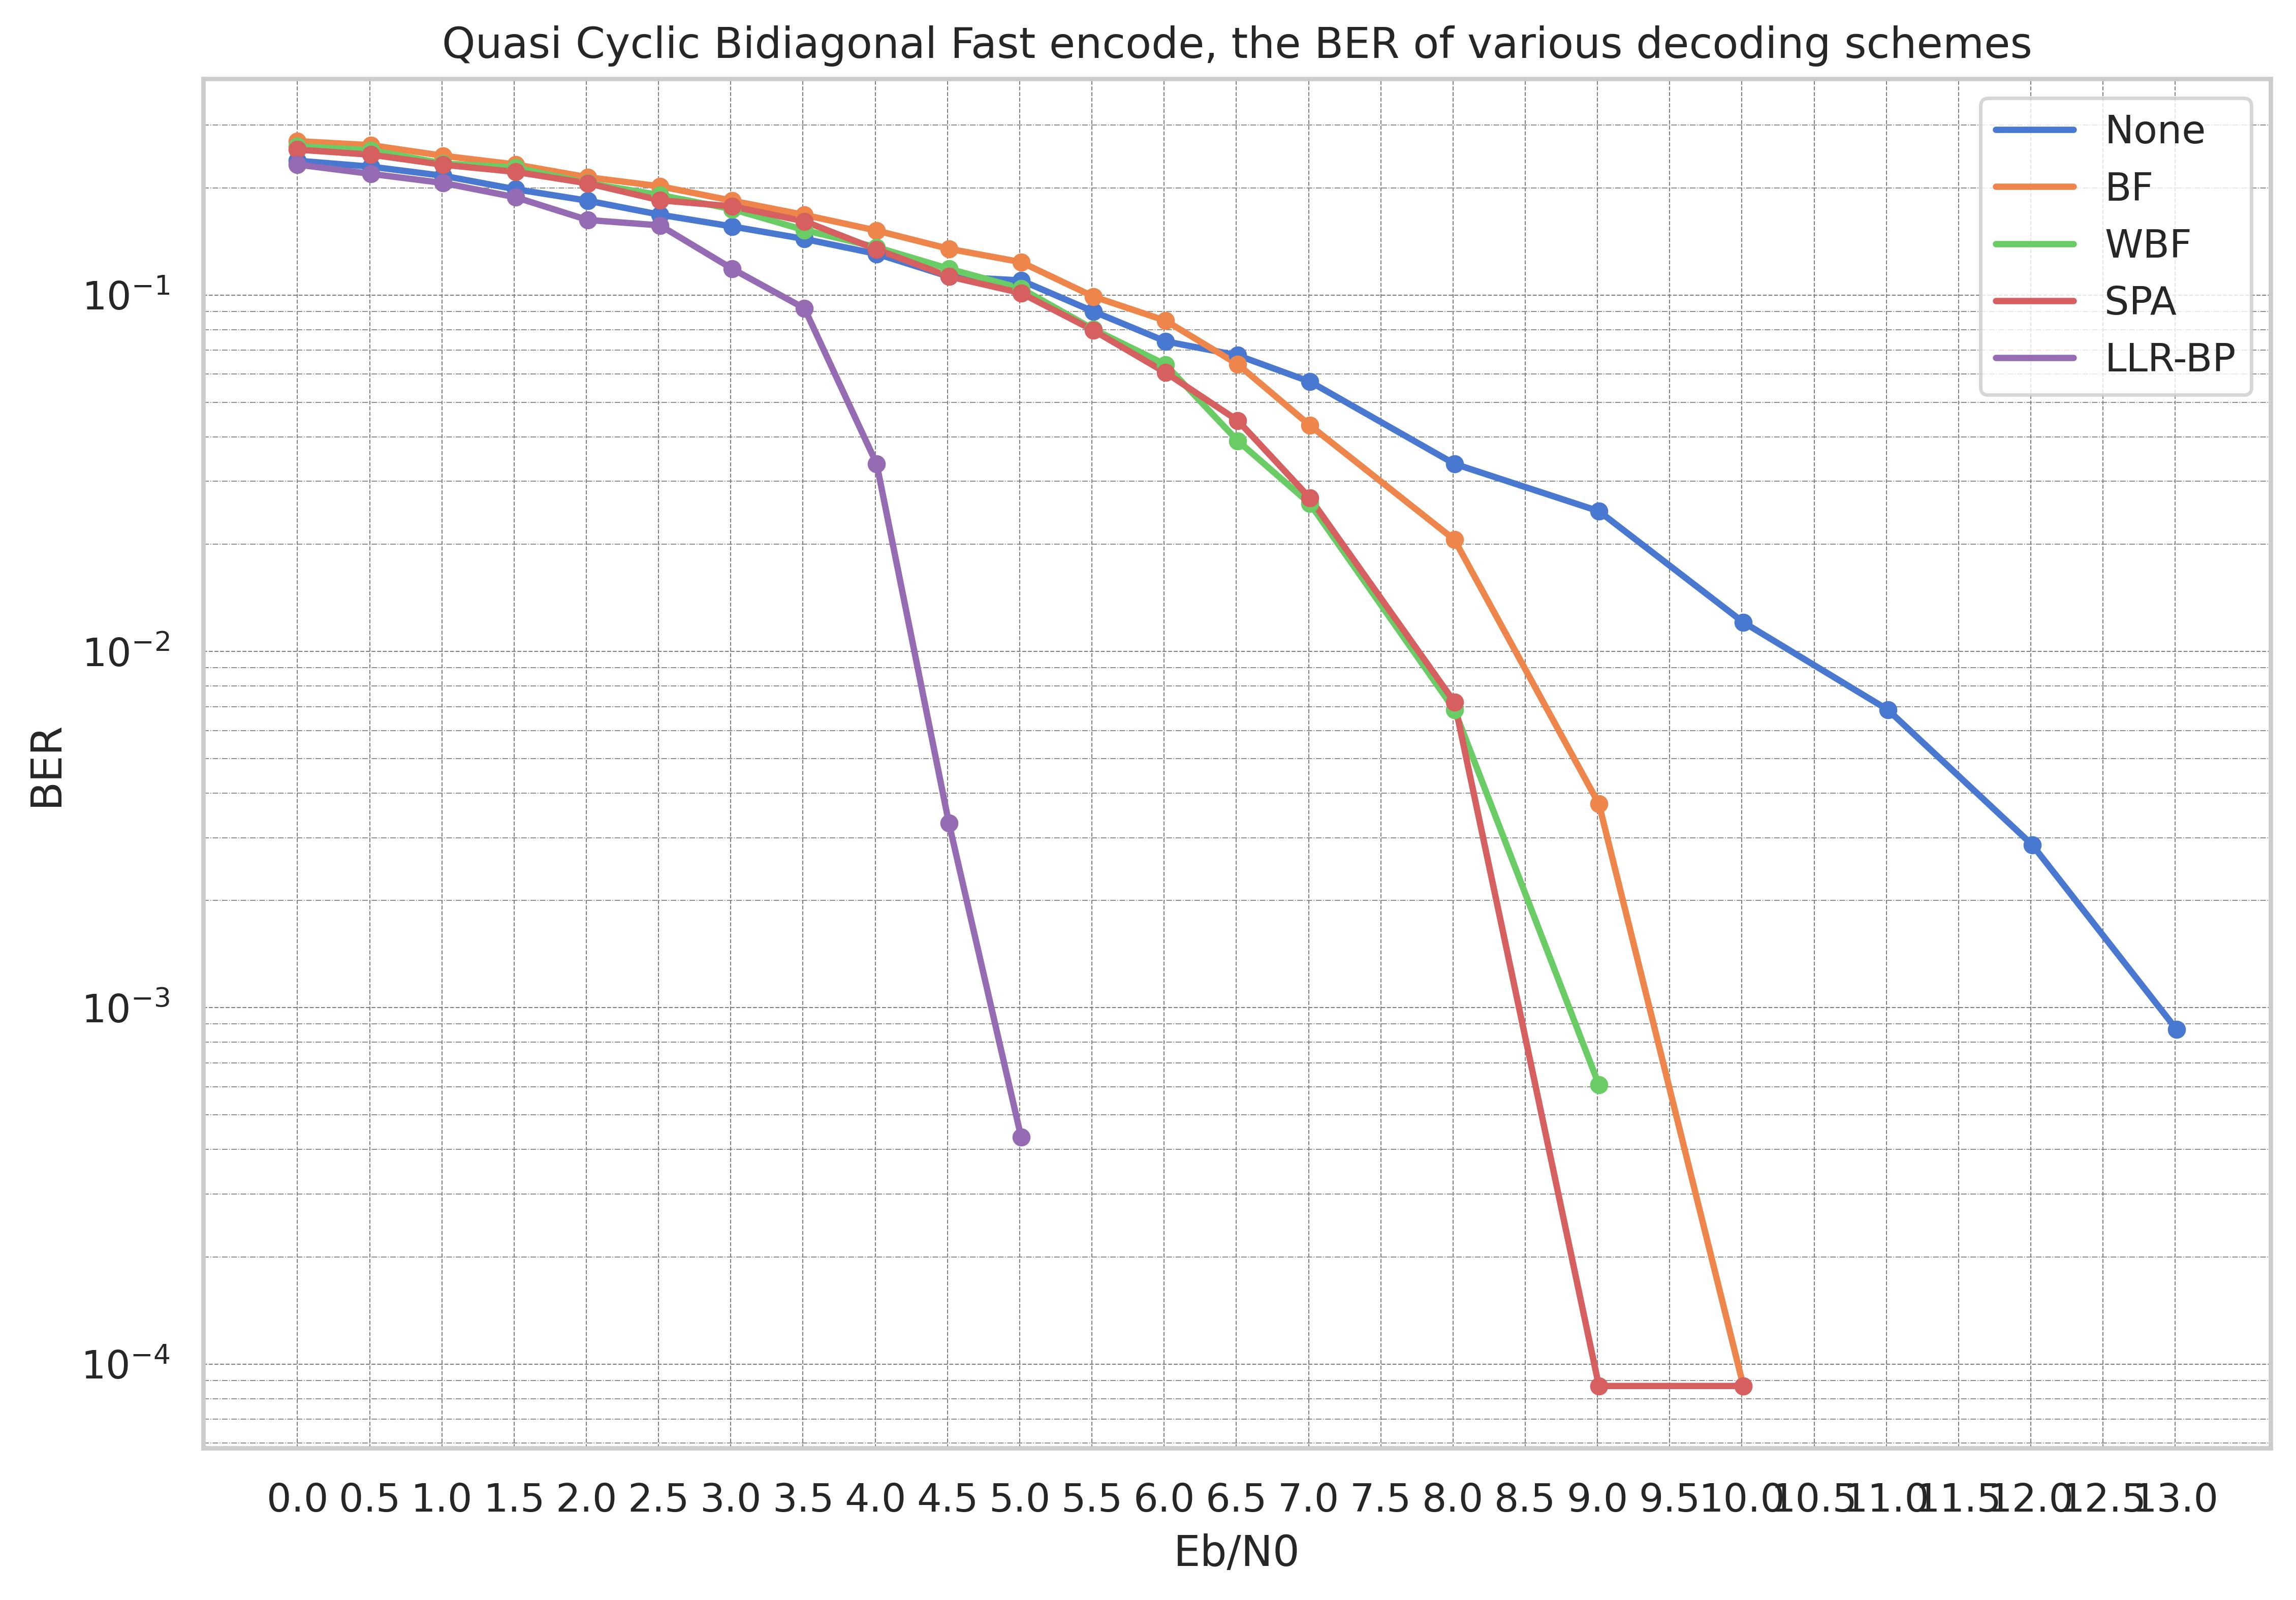 Quasi Cyclic Bidiagonal Fast encode, the BER of various decoding schemes
None
BF
WBF
SPA
LLR-BP
10⁻¹
10⁻²
10⁻³
10⁻⁴
BER
0.0 0.5 1.0 1.5 2.0 2.5 3.0 3.5 4.0 4.5 5.0 5.5 6.0 6.5 7.0 7.5 8.0 8.5 9.0 9.5 10.0 10.5 11.0 11.5 12.0 12.5 13.0
Eb/N0